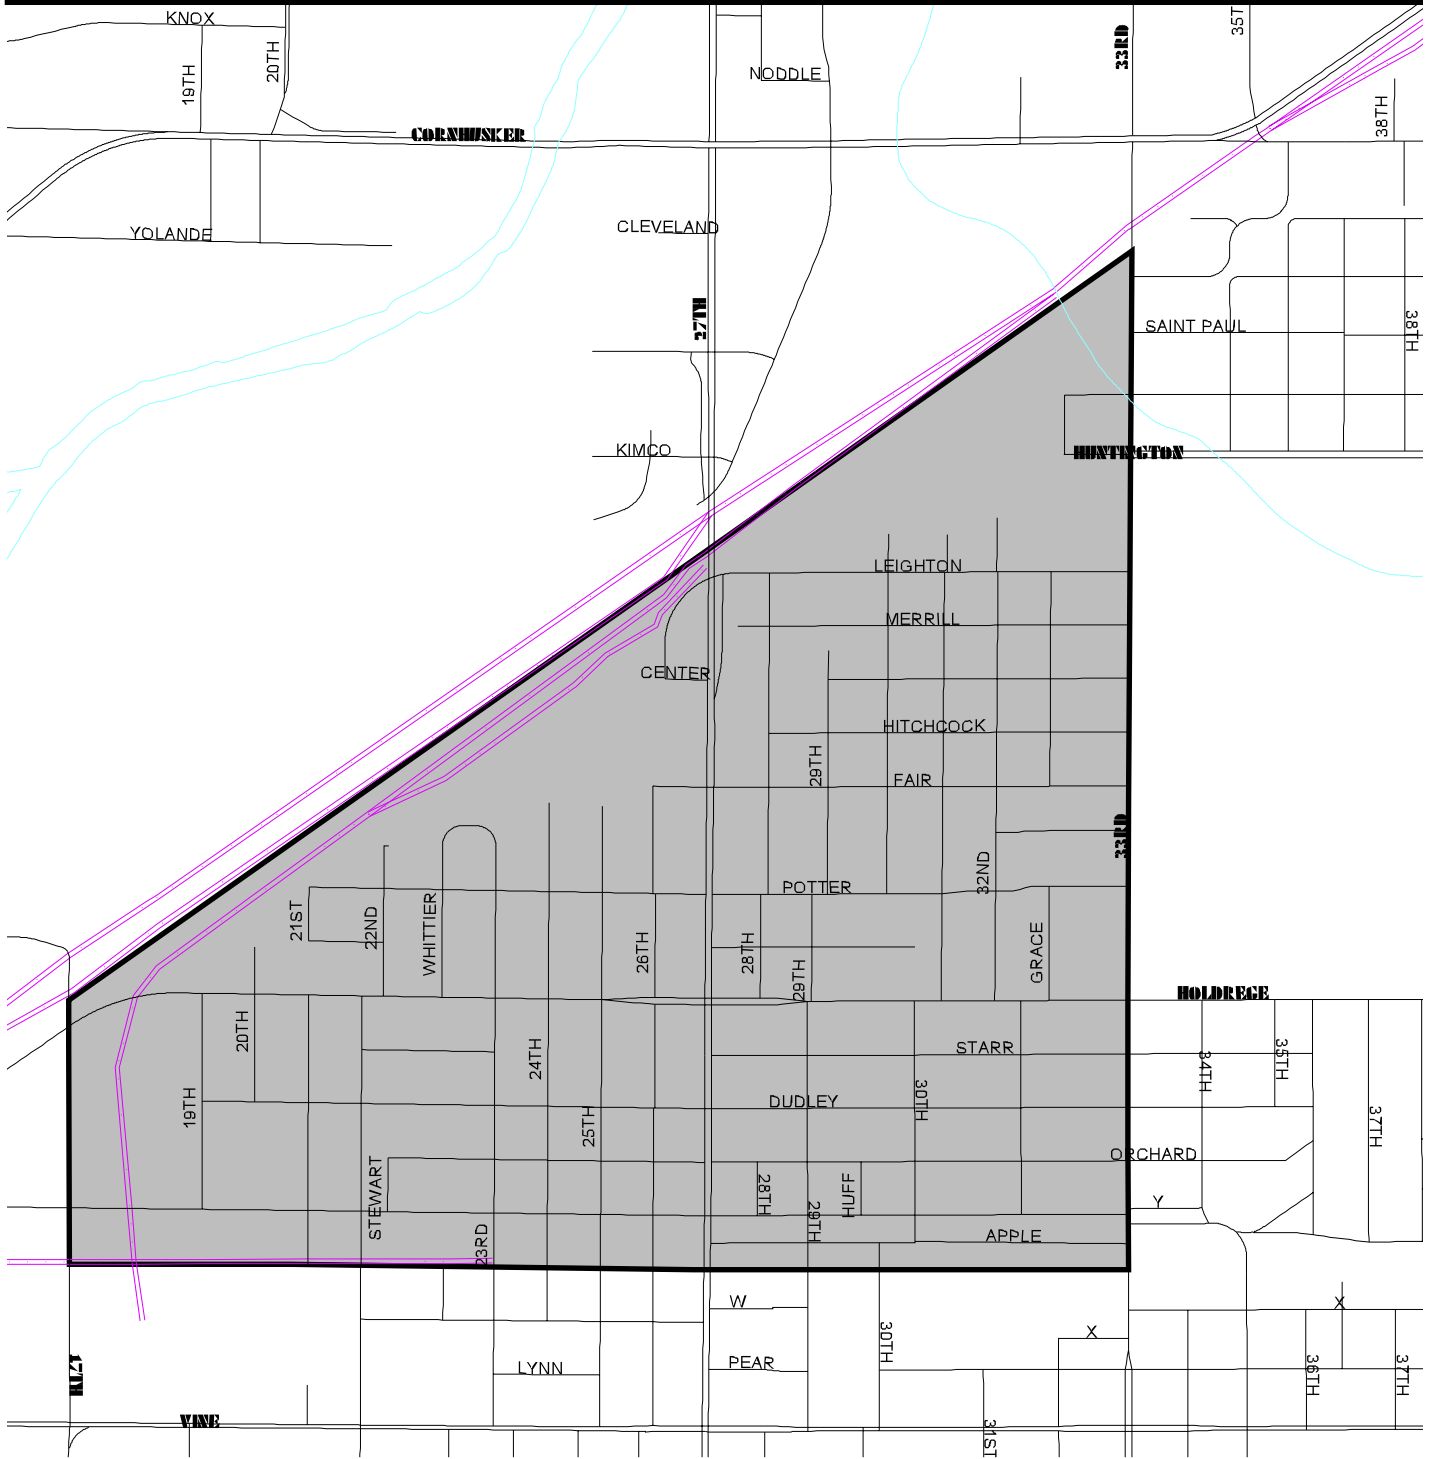 KNOX
20TH
19TH
NODDLE
33RD
35T
38TH
CORNHUSKER
YOLANDE
CLEVELAND
27TH
SAINT PAUL
38TH
KIMCO
HUNTINGTON
LEIGHTON
MERRILL
CENTER
HITCHCOCK
29TH
FAIR
33RD
32ND
POTTER
21ST
22ND
WHITTIER
26TH
28TH
29TH
GRACE
HOLDREGE
20TH
24TH
STARR
34TH
35TH
19TH
25TH
DUDLEY
30TH
37TH
ORCHARD
STEWART
28TH
HUFF
29TH
Y
23RD
APPLE
W
X
X
30TH
LYNN
PEAR
36TH
37TH
17TH
VINE
31ST